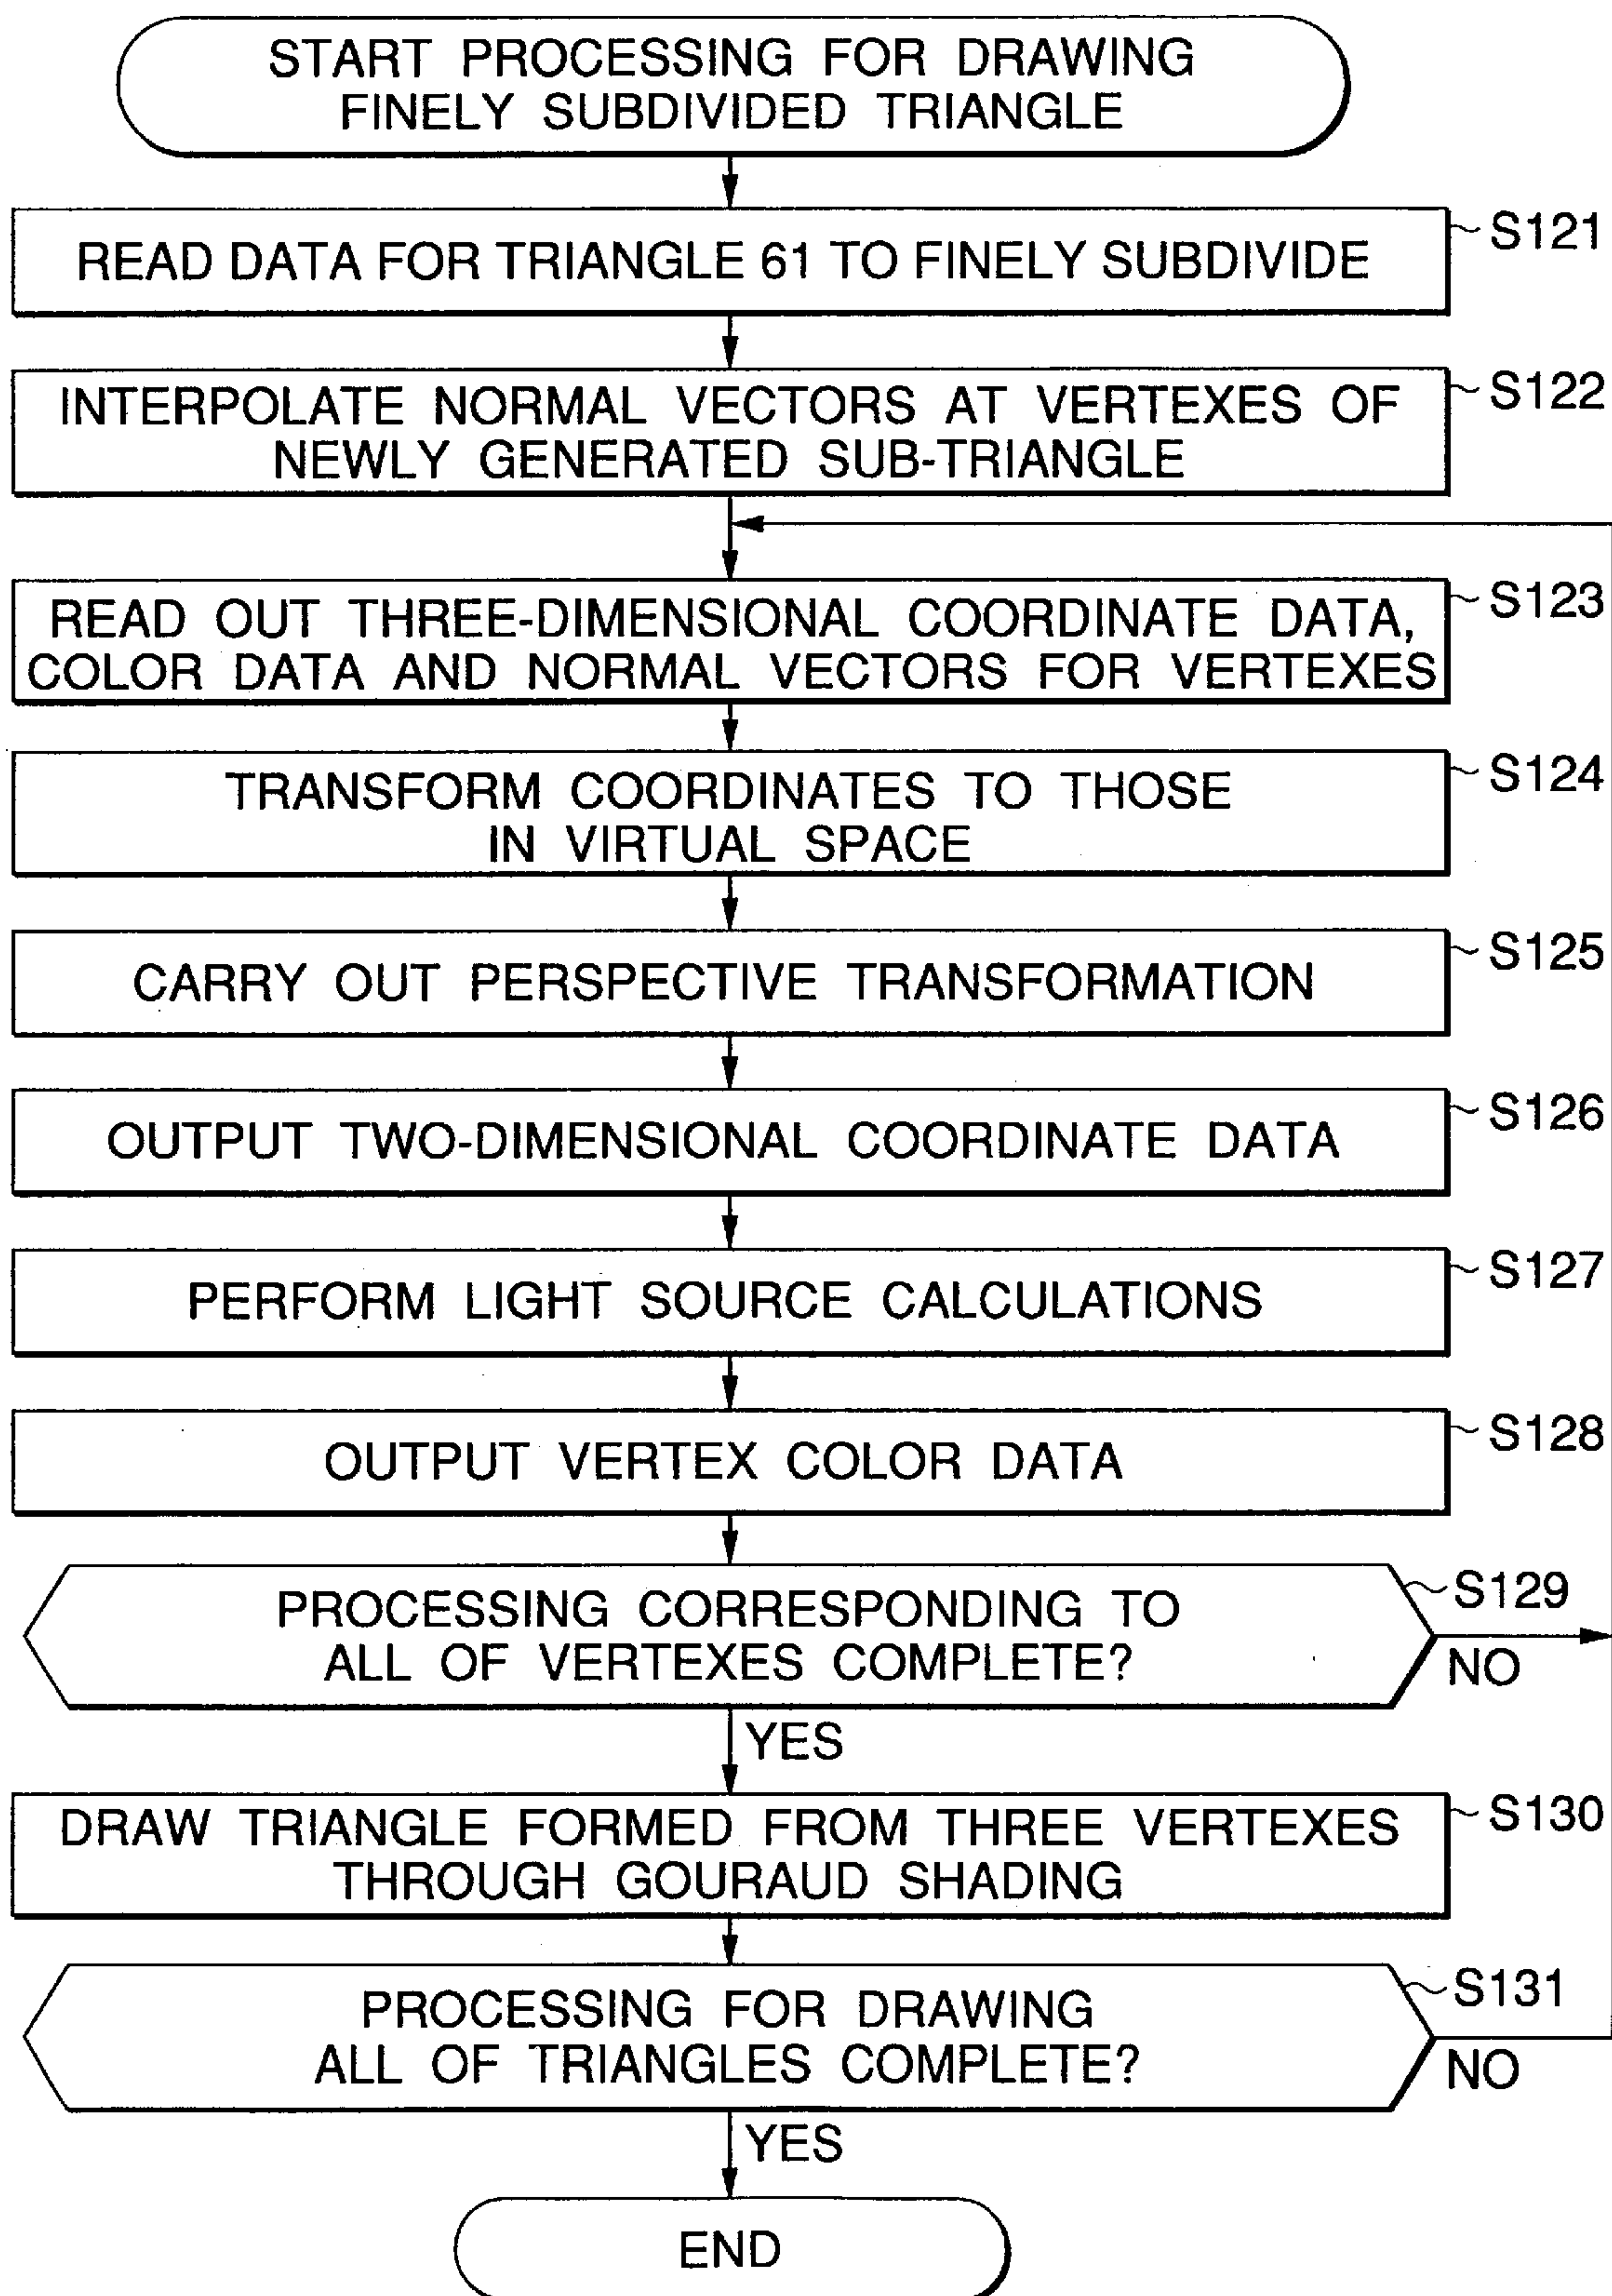 START PROCESSING FOR DRAWING
FINELY SUBDIVIDED TRIANGLE
READ DATA FOR TRIANGLE 61 TO FINELY SUBDIVIDE
S121
INTERPOLATE NORMAL VECTORS AT VERTEXES OF
NEWLY GENERATED SUB-TRIANGLE
S122
READ OUT THREE-DIMENSIONAL COORDINATE DATA,
COLOR DATA AND NORMAL VECTORS FOR VERTEXES
S123
TRANSFORM COORDINATES TO THOSE
IN VIRTUAL SPACE
S124
CARRY OUT PERSPECTIVE TRANSFORMATION
S125
OUTPUT TWO-DIMENSIONAL COORDINATE DATA
S126
PERFORM LIGHT SOURCE CALCULATIONS
S127
OUTPUT VERTEX COLOR DATA
S128
PROCESSING CORRESPONDING TO
ALL OF VERTEXES COMPLETE?
S129
NO
YES
DRAW TRIANGLE FORMED FROM THREE VERTEXES
THROUGH GOURAUD SHADING
S130
PROCESSING FOR DRAWING
ALL OF TRIANGLES COMPLETE?
S131
NO
YES
END